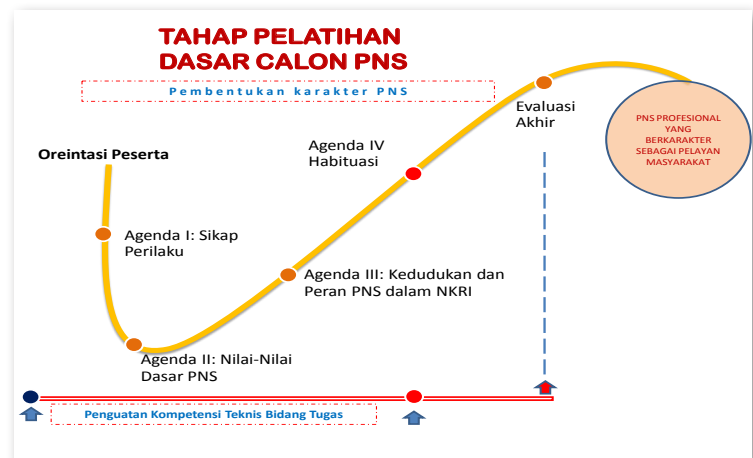 TAHAP PELATIHAN
DASAR CALON PNS
Pembentukan karakter PNS
Evaluasi
Akhir
PNS PROFESIONAL
YANG
BERKARAKTER
SEBAGAI PELAYAN
MASYARAKAT
Oreintasi Peserta
Agenda IV
Habituasi
Agenda I: Sikap
Perilaku
Agenda III: Kedudukan dan
Peran PNS dalam NKRI
Agenda II: Nilai-Nilai
Dasar PNS
Penguatan Kompetensi Teknis Bidang Tugas